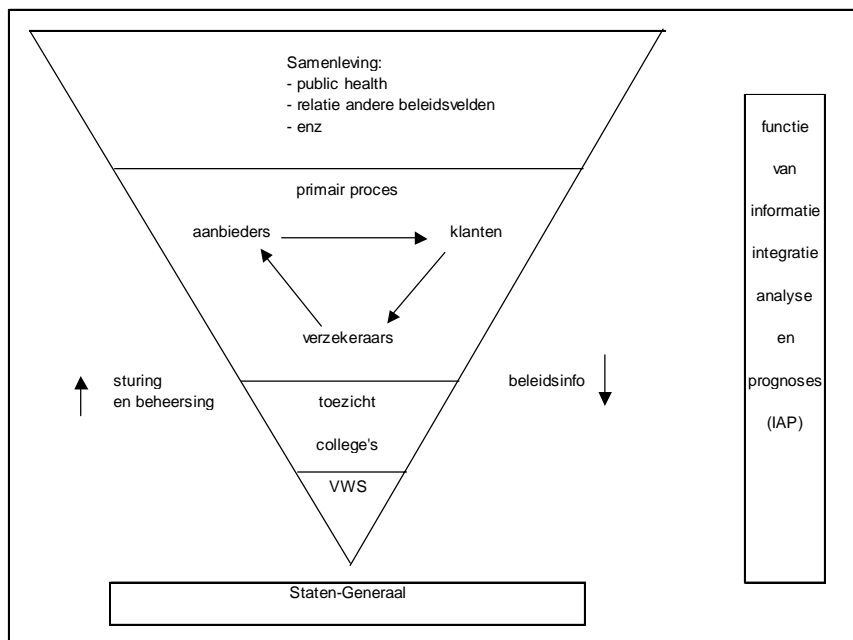 Samenleving:
- public health
- relatie andere beleidsvelden
- enz
primair proces
aanbieders
klanten
verzekeraars
sturing
en beheersing
beleidsinfo
toezicht
college's
VWS
Staten-Generaal
functie
van
informatie
integratie
analyse
en
prognoses
(IAP)